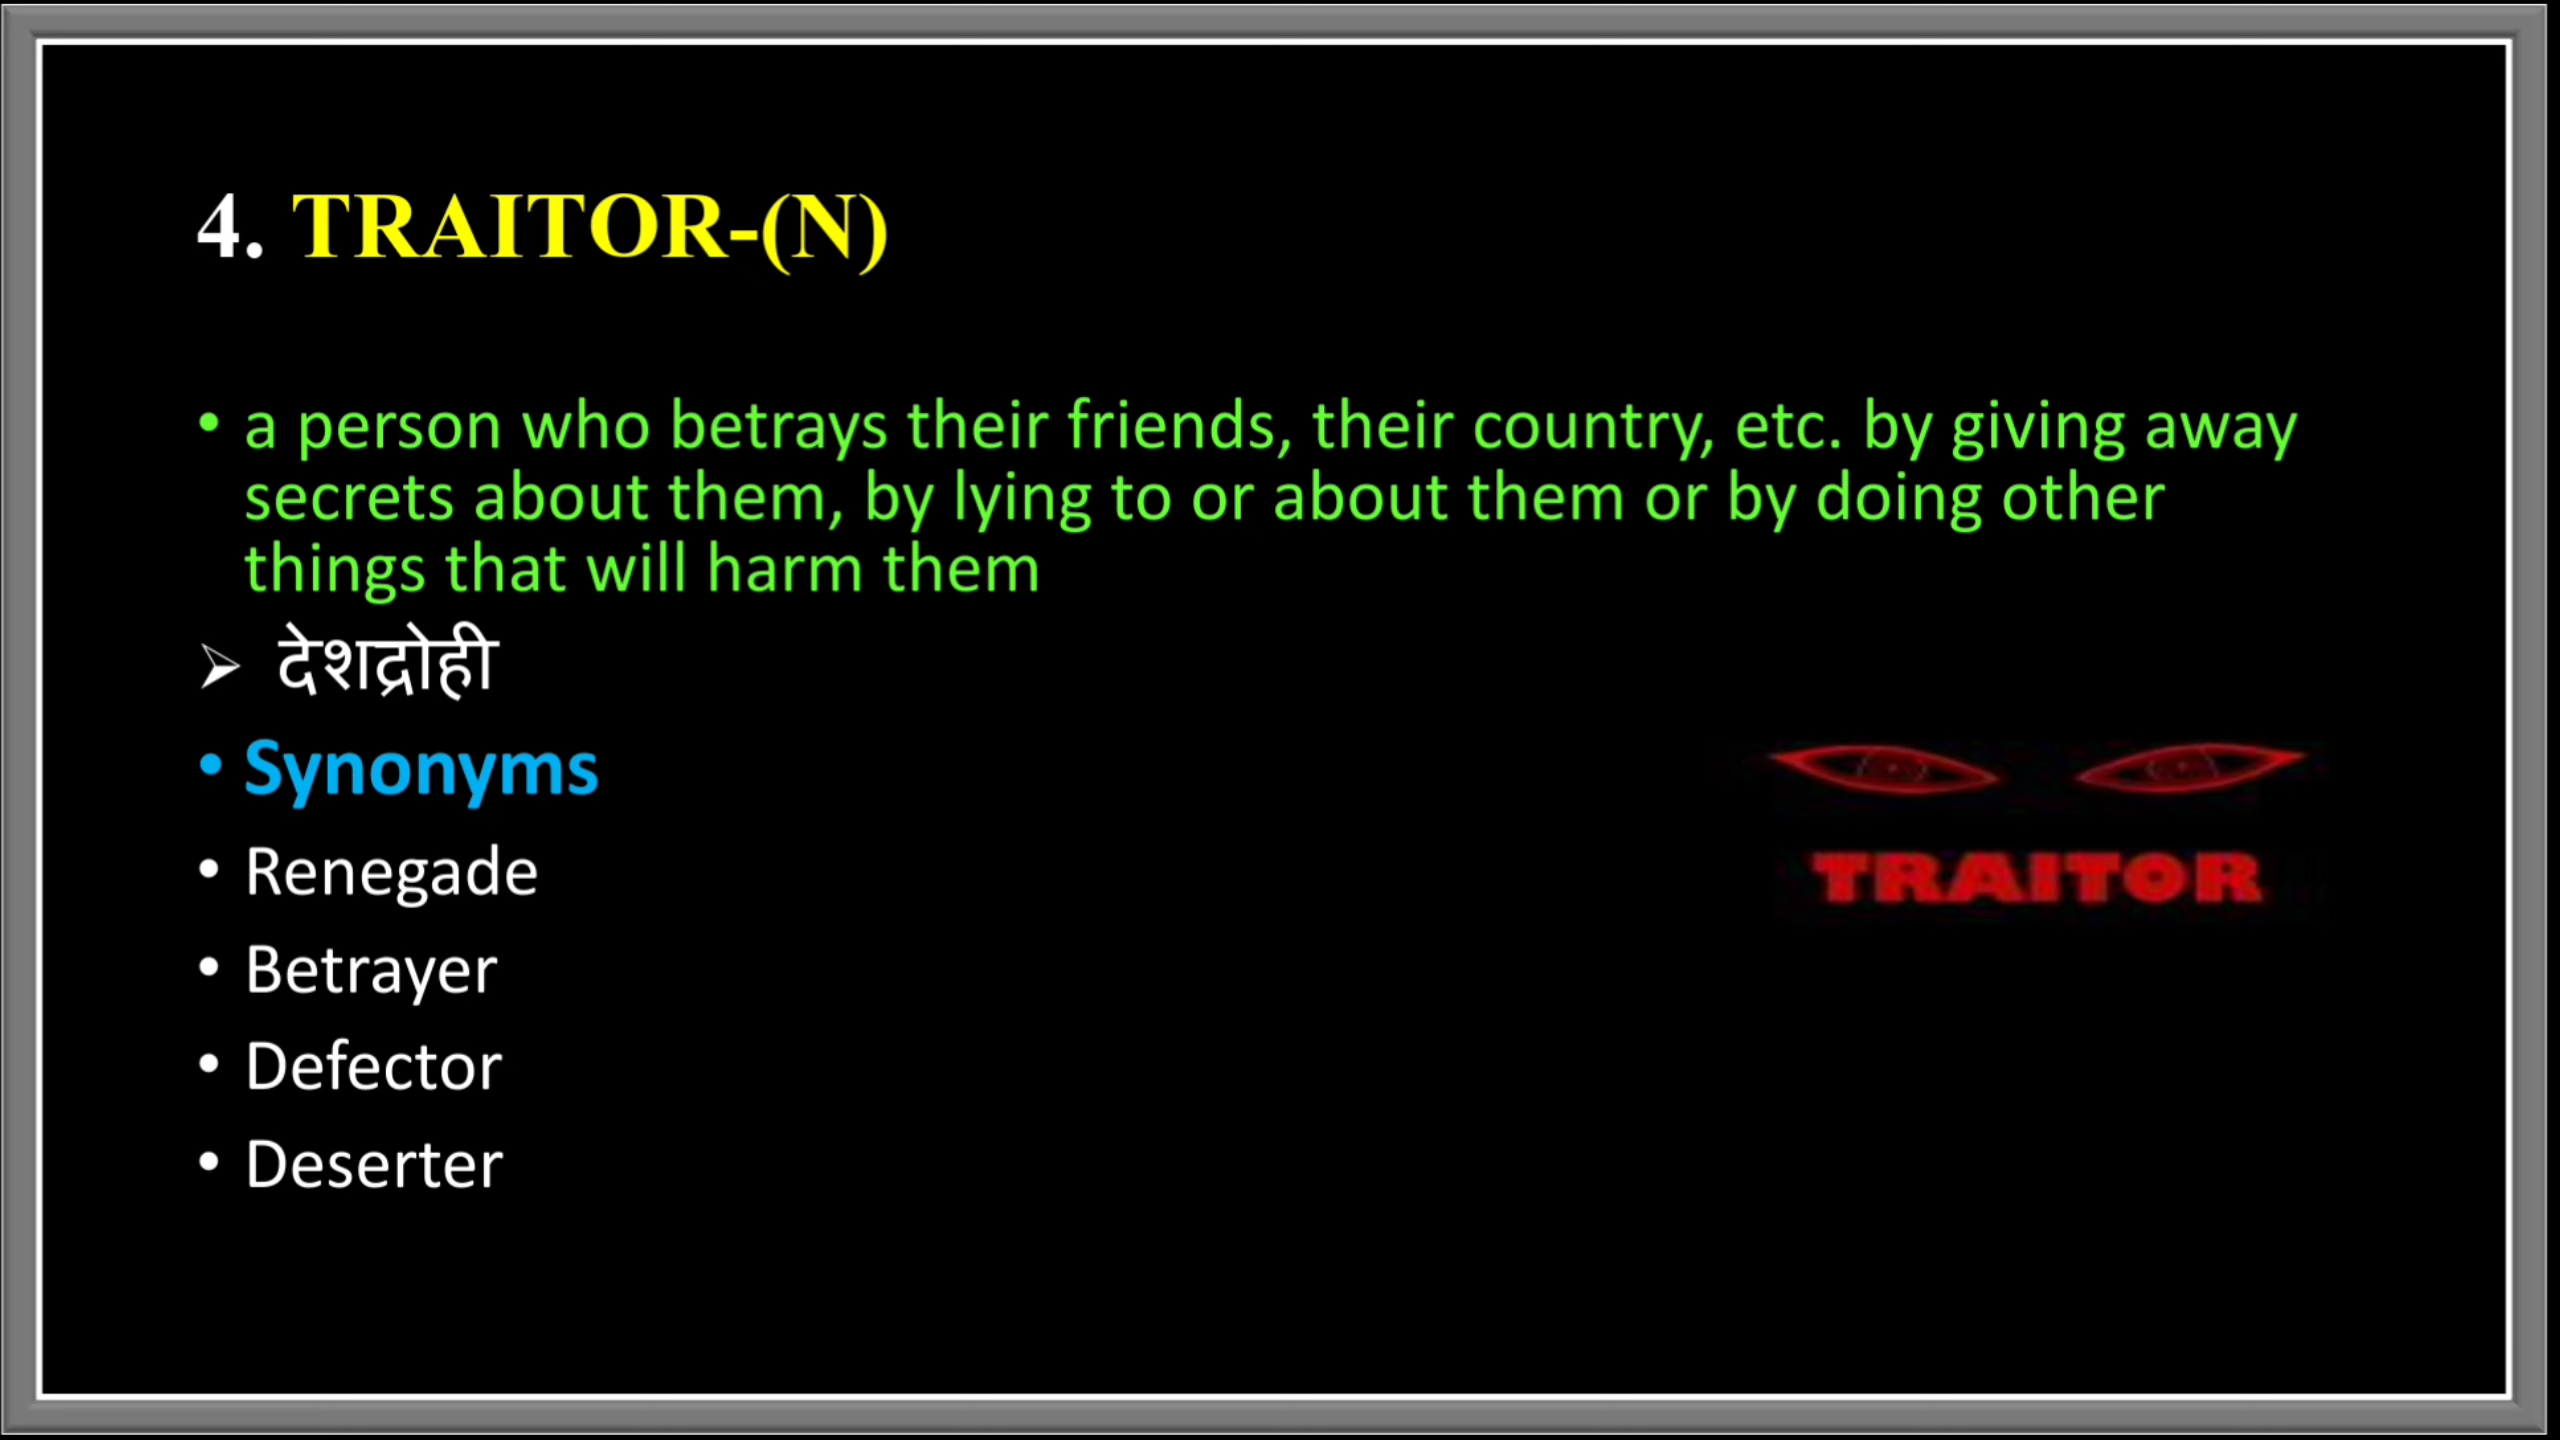 4. TRAITOR-(N)
• a person who betrays their friends, their country, etc. by giving away
secrets about them, by lying to or about them or by doing other
things that will harm them
➢ देशद्रोही
• Synonyms
• Renegade
• Betrayer
• Defector
• Deserter
TRAITOR